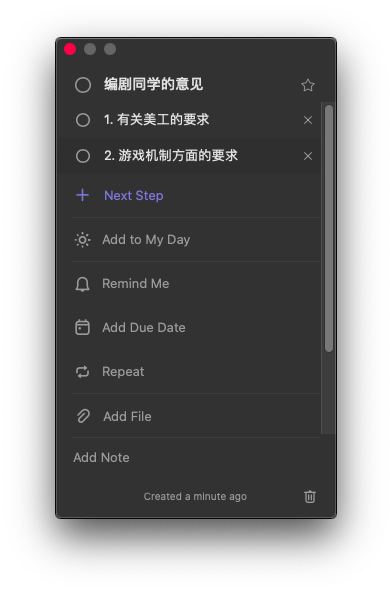 编剧同学的意见
1. 有关美工的要求
2. 游戏机制方面的要求
Next Step
Add to My Day
Remind Me
Add Due Date
Repeat
Add File
Add Note
Created a minute ago